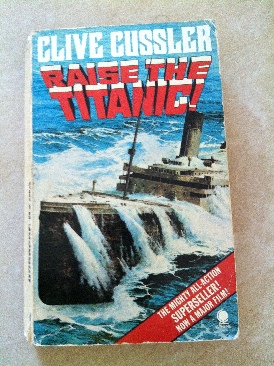 CLIVE CUSSLER
RAISE THE
TITANIC!
THE MIGHTY ALL-ACTION
SUPERSELLER!
NOW A MAJOR FILM!